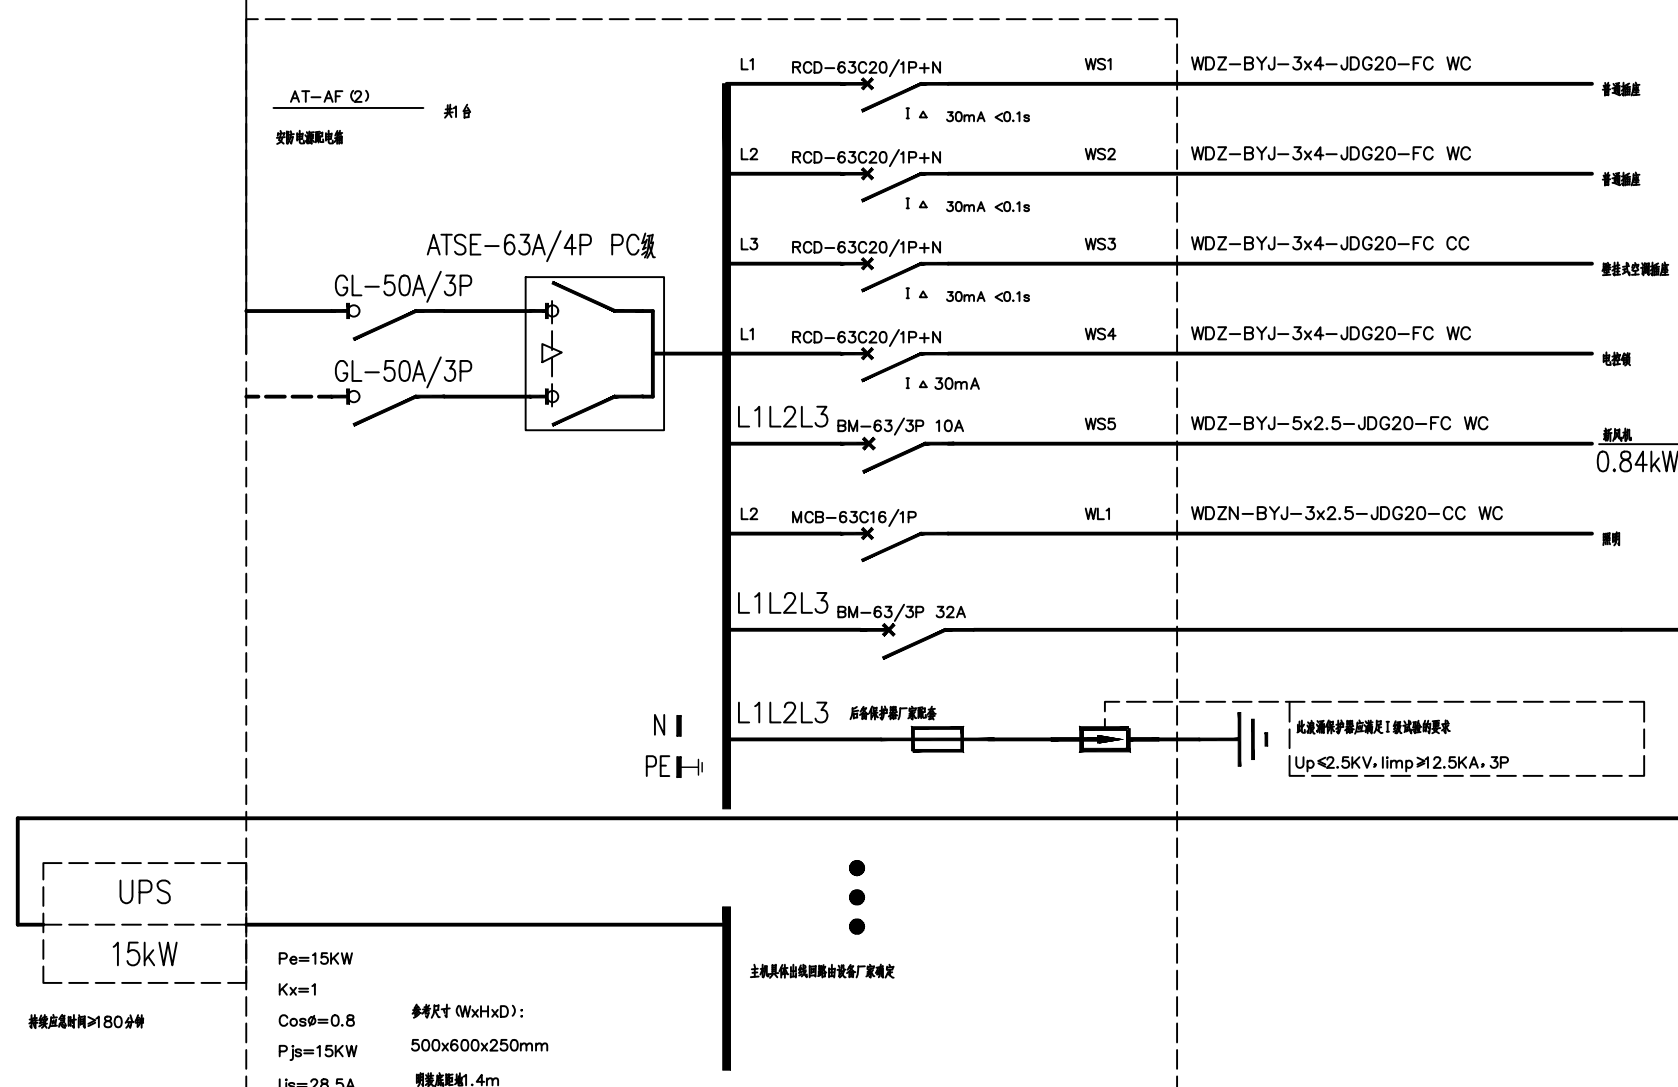 AT-AF(2)
共1台
安防电源配电箱
ATSE-63A/4P PC级
GL-50A/3P
GL-50A/3P
L1 RCD-63C20/1P+N WS1 WDZ-BYJ-3x4-JDG20-FC WC
I △ 30mA <0.1s
普通插座
L2 RCD-63C20/1P+N WS2 WDZ-BYJ-3x4-JDG20-FC WC
I △ 30mA <0.1s
普通插座
L3 RCD-63C20/1P+N WS3 WDZ-BYJ-3x4-JDG20-FC CC
I △ 30mA <0.1s
壁挂式空调插座
L1 RCD-63C20/1P+N WS4 WDZ-BYJ-3x4-JDG20-FC WC
I △ 30mA
电控锁
L1L2L3 BM-63/3P 10A WS5 WDZ-BYJ-5x2.5-JDG20-FC WC
新风机
0.84kW
L2 MCB-63C16/1P WL1 WDZN-BYJ-3x2.5-JDG20-CC WC
照明
L1L2L3 BM-63/3P 32A
N
PE
L1L2L3 后备保护器厂家配套
此浪涌保护器应满足I级试验的要求
Up≤2.5KV,Iimp≥12.5KA,3P
UPS
15kW
持续应急时间≥180分钟
主机具体出线回路由设备厂家确定
Pe=15KW
Kx=1
Cosø=0.8
Pjs=15KW
Ijs=28.5A
参考尺寸(WxHxD):
500x600x250mm
明装底距地1.4m